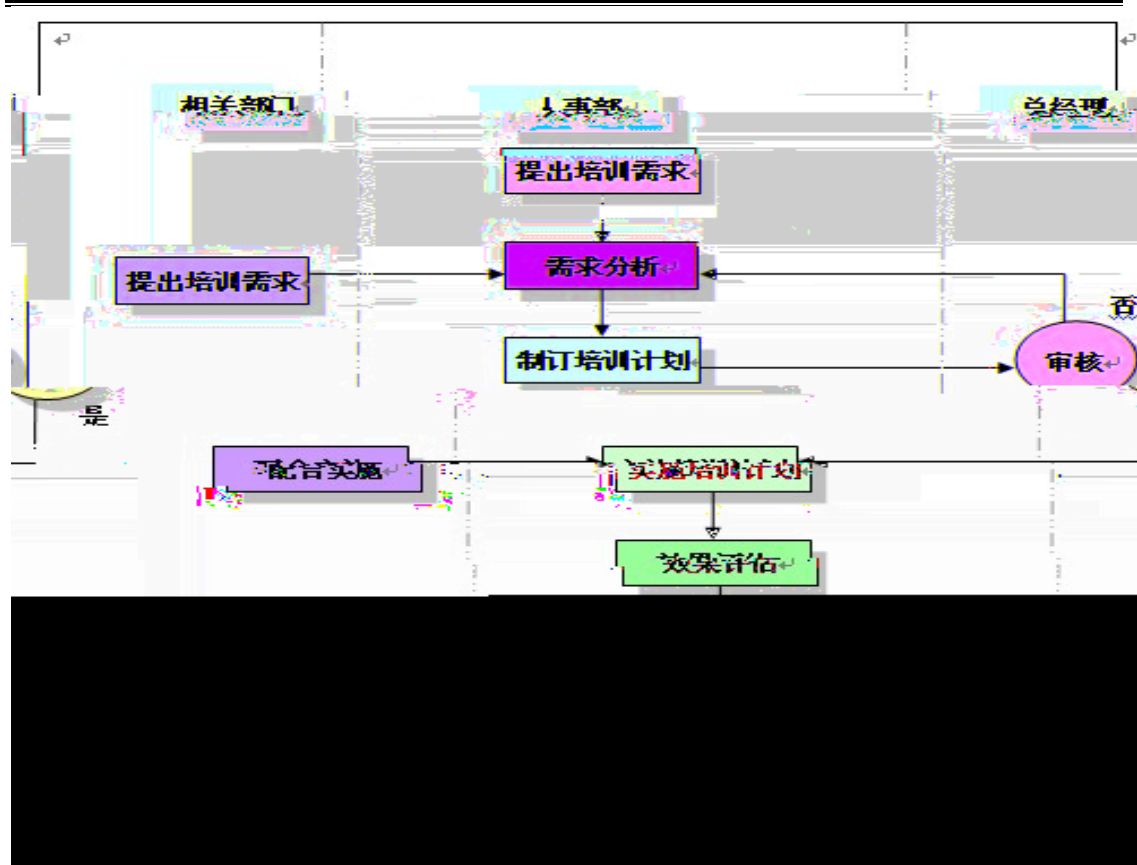 相关部门
人事部
总经理
提出培训需求
需求分析
提出培训需求
否
制订培训计划
审核
是
配合实施
实施培训计划
效果评估